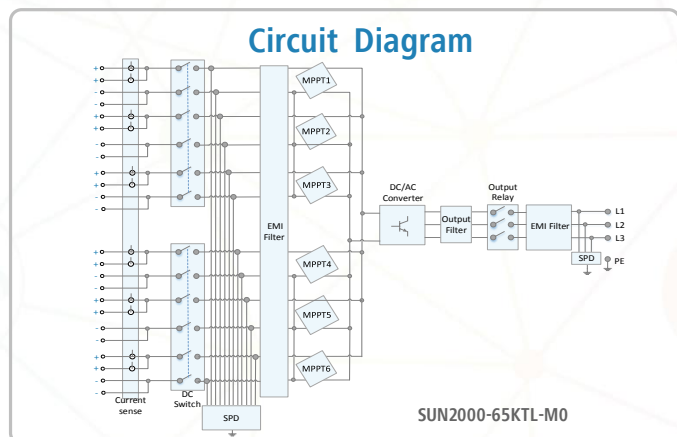 Circuit Diagram
+
+
-
-
+
+
-
-
+
+
-
-
+
+
-
-
+
+
-
-
+
+
-
-
MPPT1
MPPT2
MPPT3
MPPT4
MPPT5
MPPT6
EMI
Filter
DC/AC
Converter
Output
Filter
Output
Relay
EMI Filter
L1
L2
L3
SPD
PE
Current
sense
DC
Switch
SPD
SUN2000-65KTL-M0